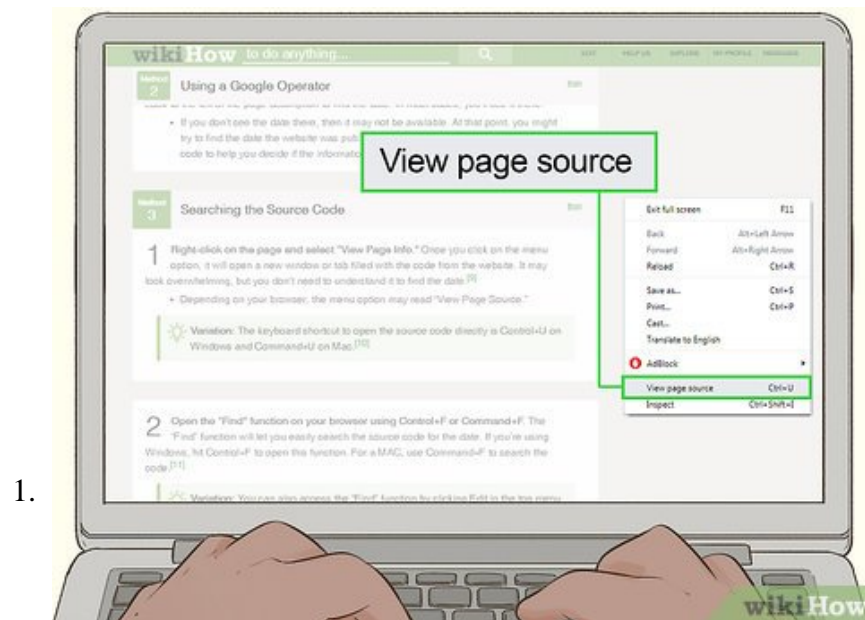 wikiHow to do anything...
EDIT HELP US EXPLORE MY PROFILE MESSAGES
Method 2
Using a Google Operator
Edit
• If you don't see the date there, then it may not be available. At that point, you might
try to find the date the website was
code to help you decide if the
View page source
Method 3
Searching the Source Code
Edit
1 Right-click on the page and select "View Page Info." Once you click on the menu
option, it will open a new window or tab filled with the code from the website. It may
look overwhelming, but you don't need to understand it to find the date.[9]
• Depending on your browser, the menu option may read "View Page Source."
Variation: The keyboard shortcut to open the source code directly is Control+U on
Windows and Command+U on Mac.[10]
2 Open the "Find" function on your browser using Control+F or Command+F. The
"Find" function will let you easily search the source code for the date. If you're using
Windows, hit Control+F to open this function. For a MAC, use Command+F to search the
code.[11]
Variation: You can also access the "Find" function by clicking Edit in the top menu
Exit full screen F11
Back Alt+Left Arrow
Forward Alt+Right Arrow
Reload Ctrl+R
Save as... Ctrl+S
Print... Ctrl+P
Cast...
Translate to English
AdBlock
View page source Ctrl+U
Inspect Ctrl+Shift+I
1.
wikiHow